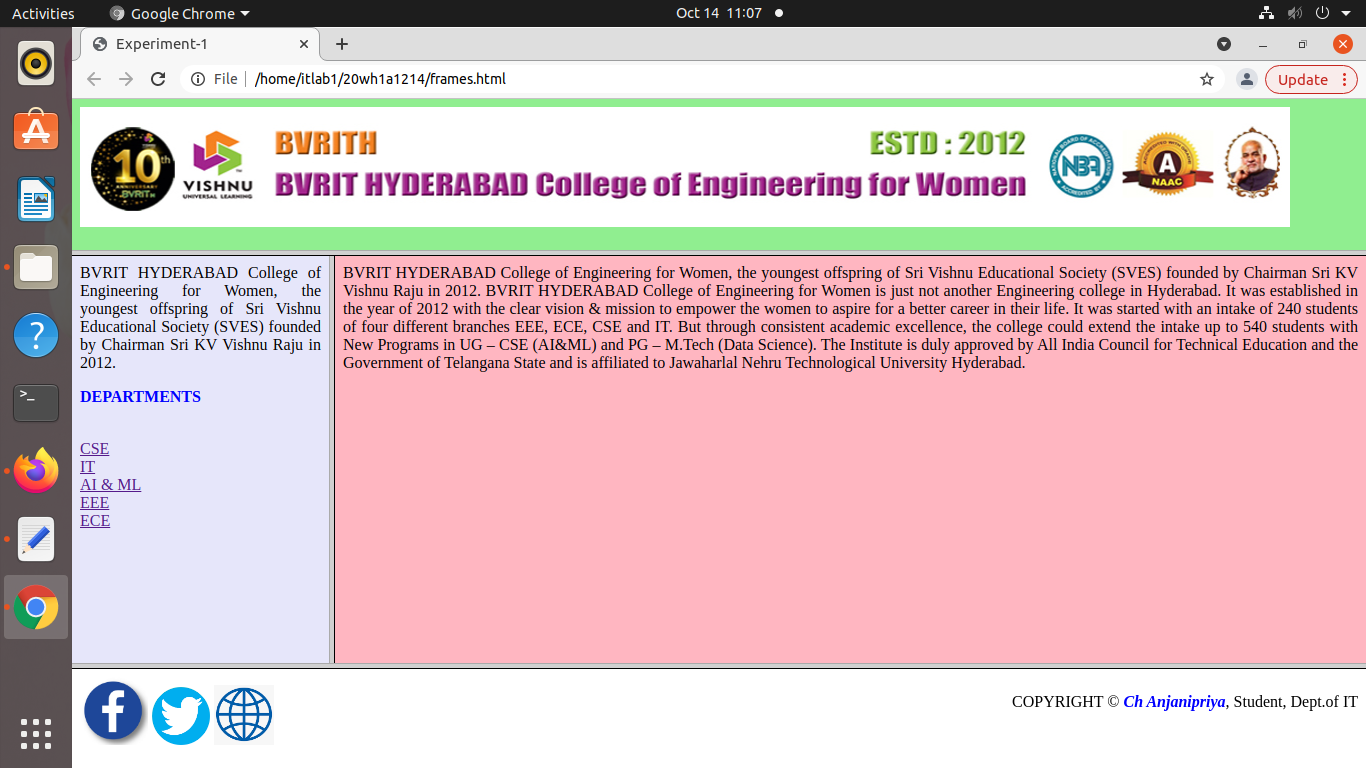 Activities Google Chrome Oct 14 11:07
Experiment-1
File /home/itlab1/20wh1a1214/frames.html Update
10th
ANNIVERSARY
BVRITH
VISHNU
UNIVERSAL LEARNING
BVRITH ESTD : 2012
BVRIT HYDERABAD College of Engineering for Women
NATIONAL BOARD OF ACCREDITATION
NBA
ACCREDITED BY
ACCREDITED WITH GRADE
A
NAAC
BVRIT HYDERABAD College of
Engineering for Women, the
youngest offspring of Sri Vishnu
Educational Society (SVES) founded
by Chairman Sri KV Vishnu Raju in
2012.
DEPARTMENTS
CSE
IT
AI & ML
EEE
ECE
BVRIT HYDERABAD College of Engineering for Women, the youngest offspring of Sri Vishnu Educational Society (SVES) founded by Chairman Sri KV
Vishnu Raju in 2012. BVRIT HYDERABAD College of Engineering for Women is just not another Engineering college in Hyderabad. It was established in
the year of 2012 with the clear vision & mission to empower the women to aspire for a better career in their life. It was started with an intake of 240 students
of four different branches EEE, ECE, CSE and IT. But through consistent academic excellence, the college could extend the intake up to 540 students with
New Programs in UG – CSE (AI&ML) and PG – M.Tech (Data Science). The Institute is duly approved by All India Council for Technical Education and the
Government of Telangana State and is affiliated to Jawaharlal Nehru Technological University Hyderabad.
COPYRIGHT © Ch Anjanipriya, Student, Dept.of IT